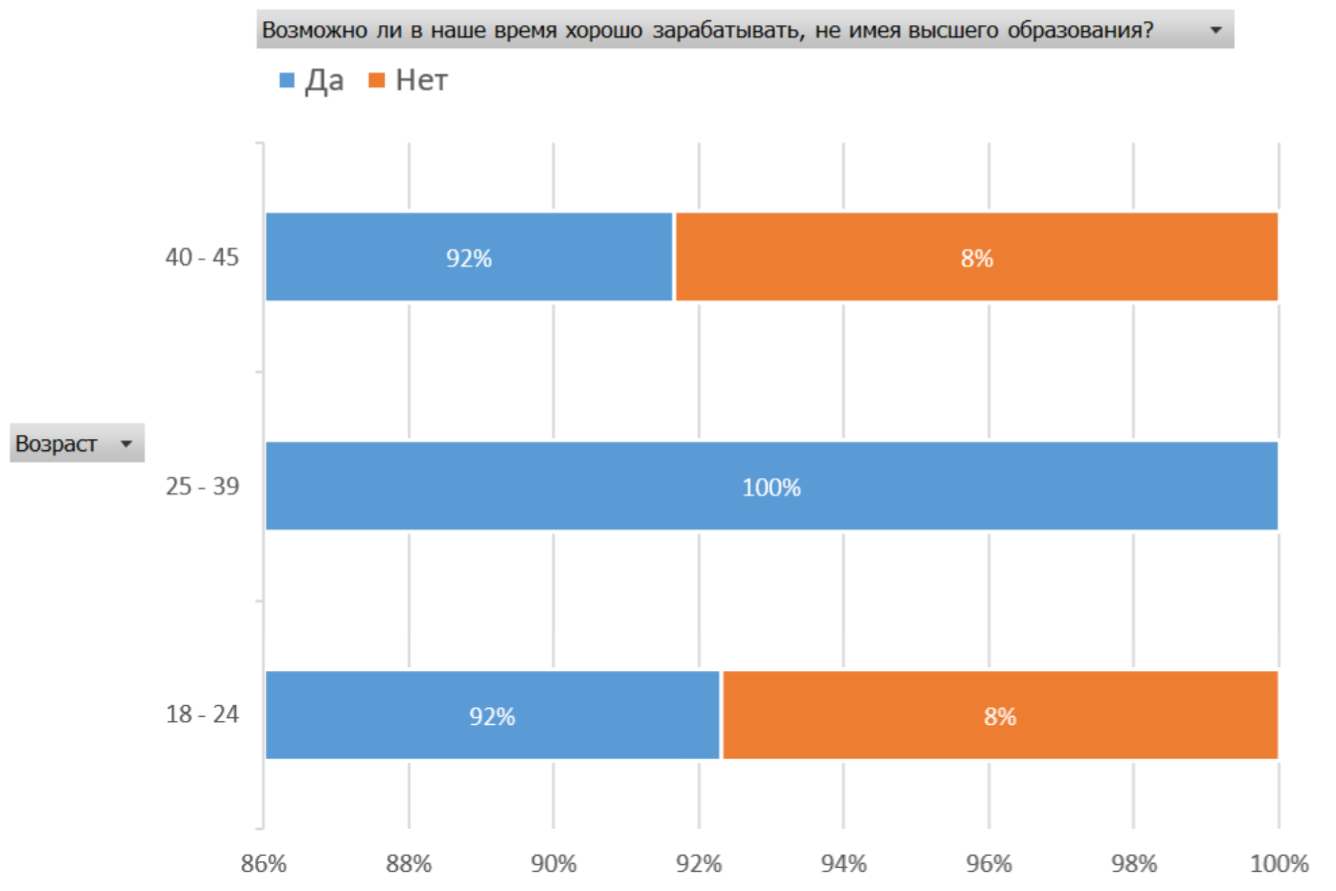 Возможно ли в наше время хорошо зарабатывать, не имея высшего образования?
Да Нет
40 - 45
92% 8%
Возраст
25 - 39
100%
18 - 24
92% 8%
86% 88% 90% 92% 94% 96% 98% 100%